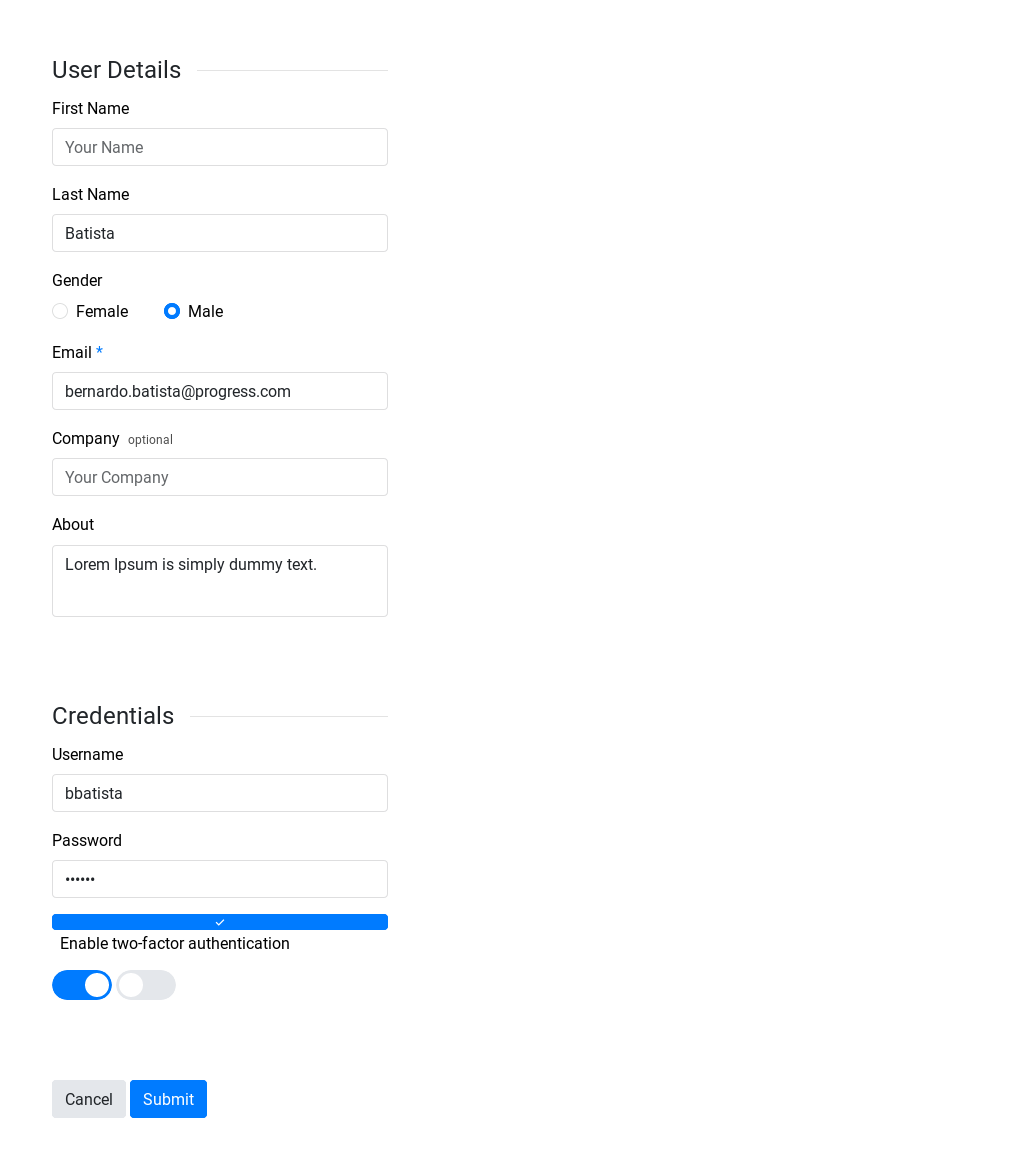 User Details
First Name
Your Name
Last Name
Batista
Gender
Female Male
Email *
bernardo.batista@progress.com
Company optional
Your Company
About
Lorem Ipsum is simply dummy text.
Credentials
Username
bbatista
Password
••••••
Enable two-factor authentication
Cancel Submit